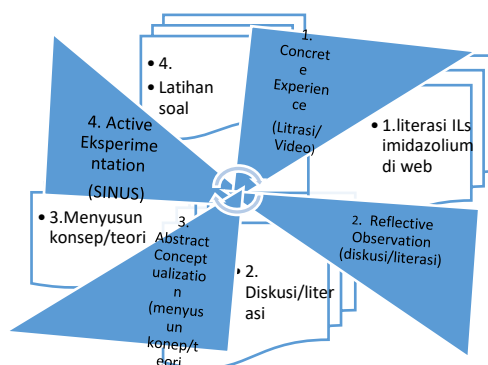 1.
Concret
e
Experien
ce
(Litrasi/
Video)
• 1.literasi ILs
imidazolium
di web
2. Reflective
Observation
(diskusi/literasi)
• 2.
Diskusi/liter
asi
3.
Abstract
Concept
ualizatio
n
(menyus
un
konep/t
eori
• 3.Menyusun
konsep/teori
4. Active
Eksperime
ntation
(SINUS)
• 4.
• Latihan
soal